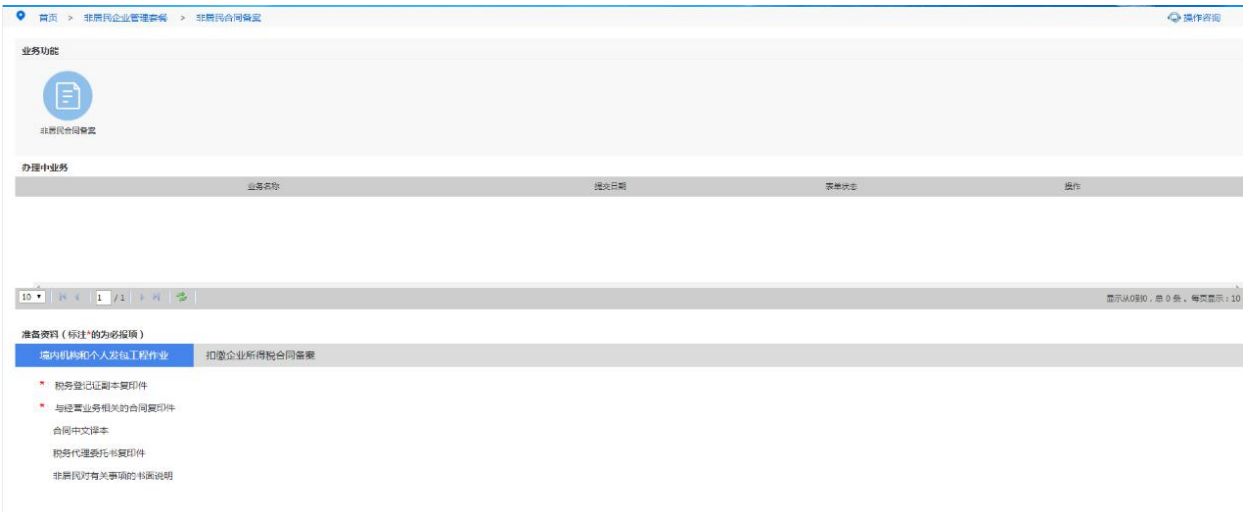 首页 > 非居民企业管理套餐 > 非居民合同备案
操作咨询
业务功能
非居民合同备案
办理中业务
业务名称 提交日期 表单状态 操作
10 1 /1 显示从0到0，总 0 条。每页显示：10
准备资料（标注*的为必报项）
境内机构和个人发包工程作业 扣缴企业所得税合同备案
* 税务登记证副本复印件
* 与经营业务相关的合同复印件
合同中文译本
税务代理委托书复印件
非居民对有关事项的书面说明